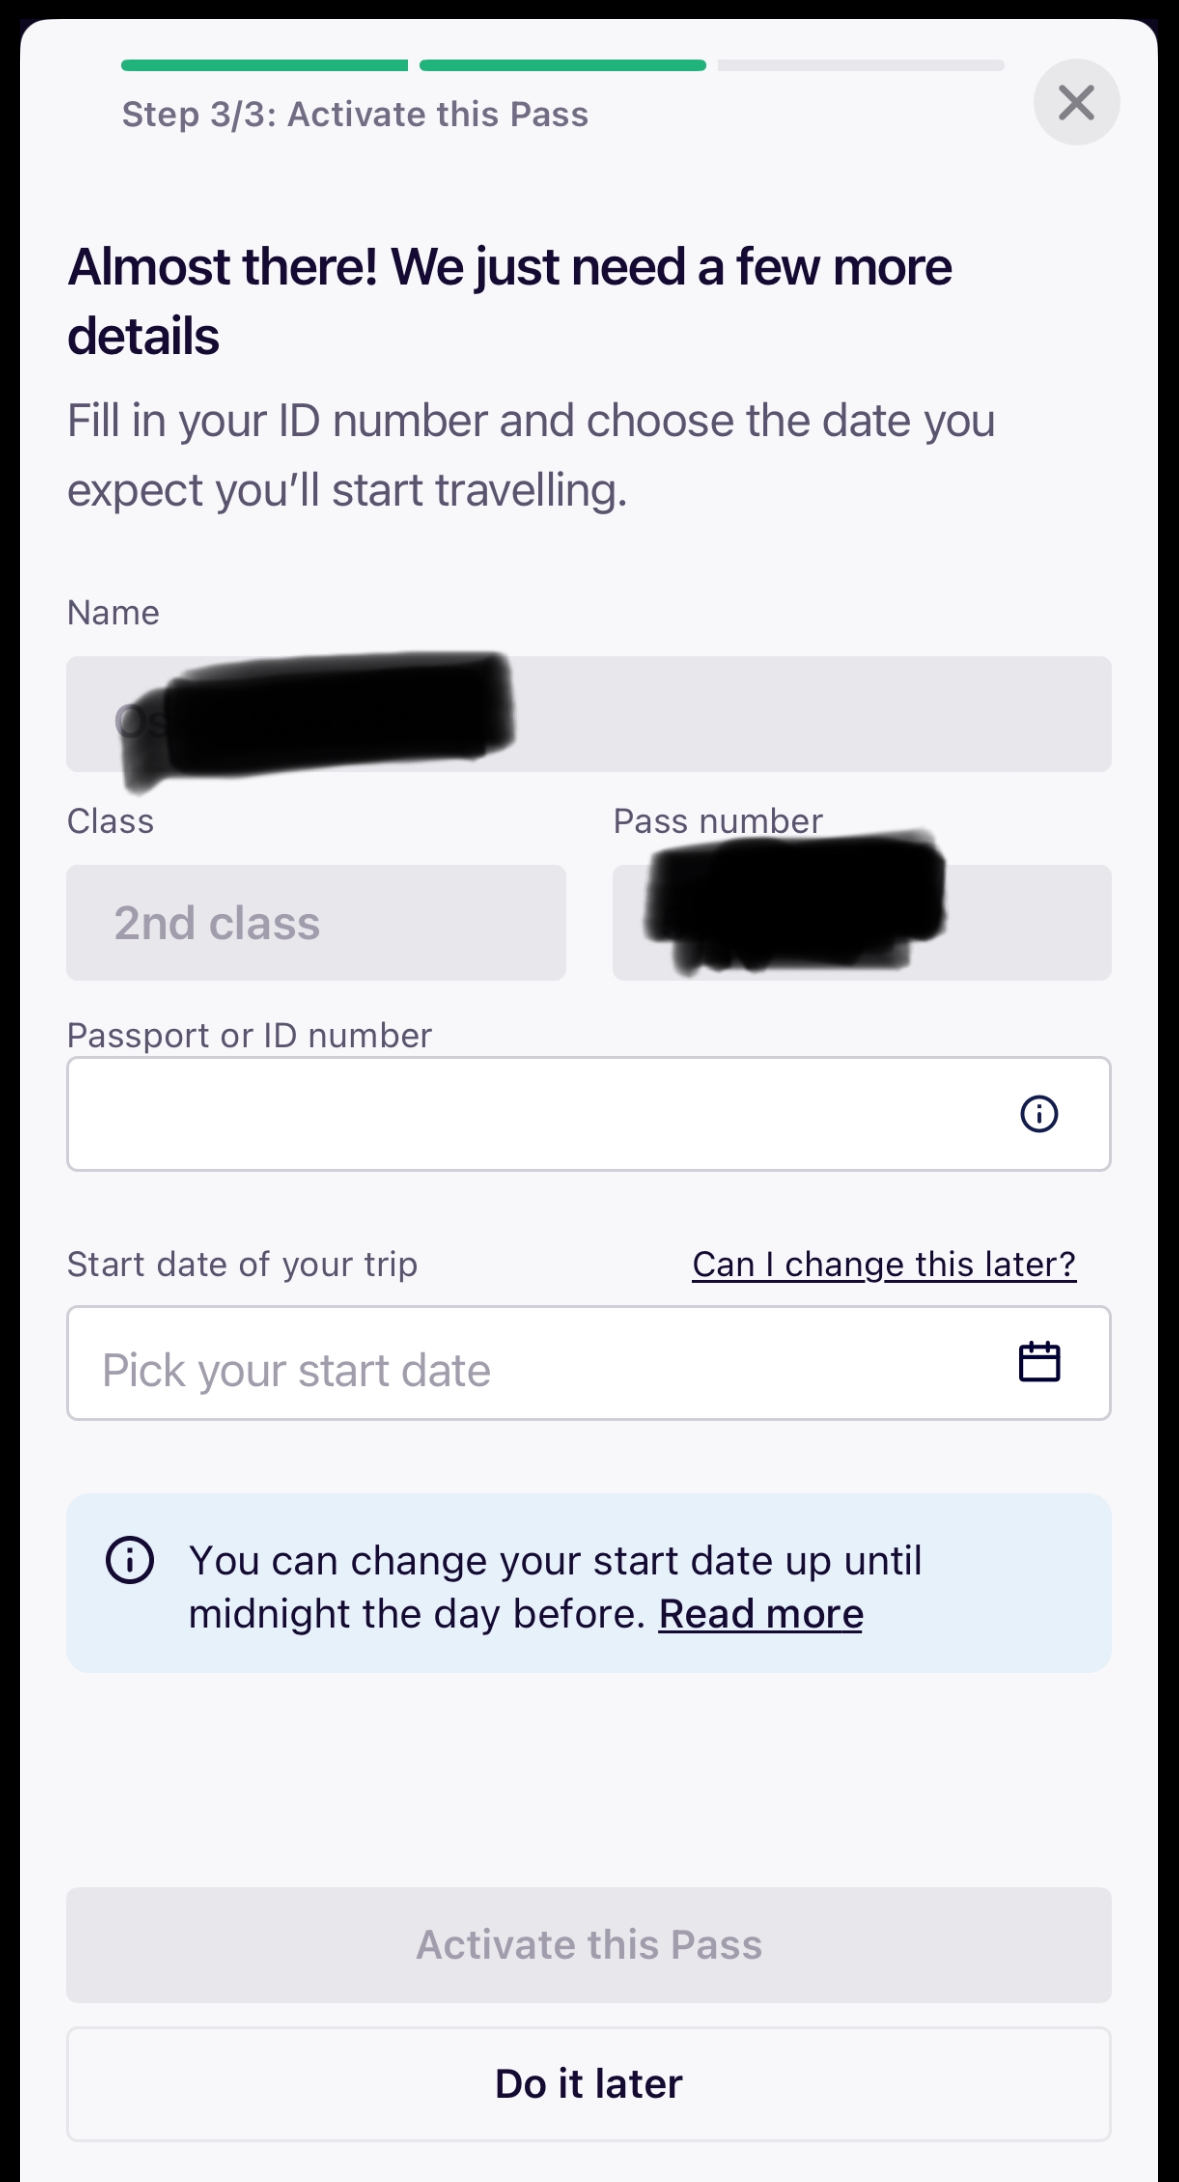 Step 3/3: Activate this Pass
Almost there! We just need a few more
details
Fill in your ID number and choose the date you
expect you’ll start travelling.
Name
Class
Pass number
2nd class
Passport or ID number
Start date of your trip
Can I change this later?
Pick your start date
You can change your start date up until
midnight the day before. Read more
Activate this Pass
Do it later